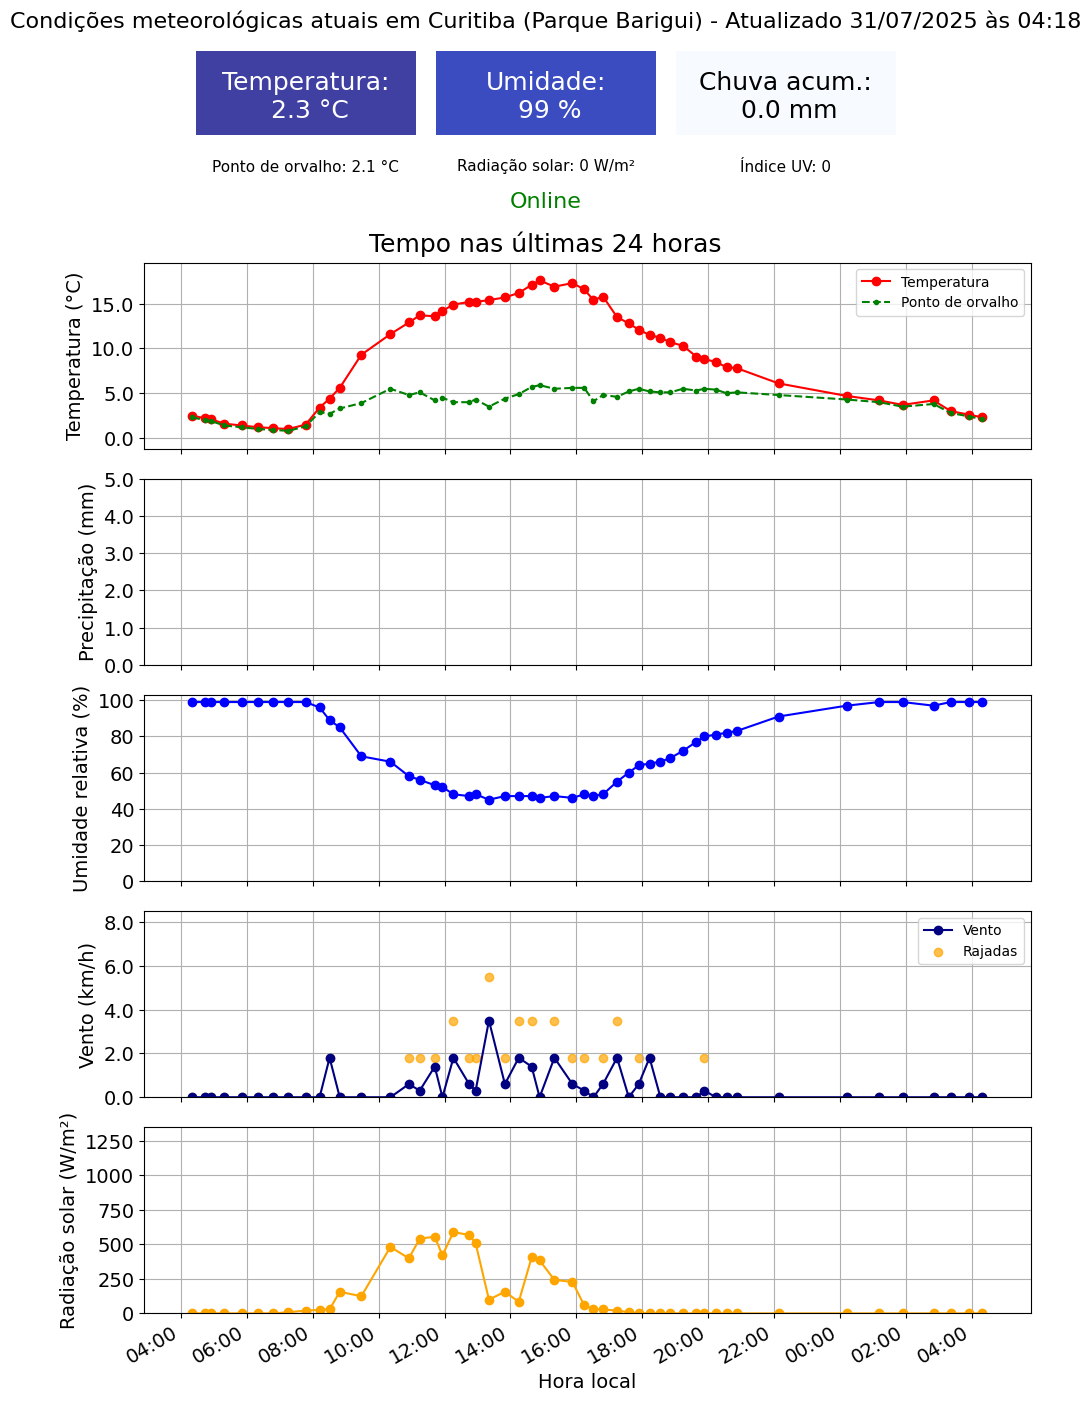 Condições meteorológicas atuais em Curitiba (Parque Barigui) - Atualizado 31/07/2025 às 04:18
Temperatura:
2.3 °C
Umidade:
99 %
Chuva acum.:
0.0 mm
Ponto de orvalho: 2.1 °C
Radiação solar: 0 W/m²
Índice UV: 0
Online
Tempo nas últimas 24 horas
Temperatura (°C)
15.0
10.0
5.0
0.0
Temperatura
Ponto de orvalho
Precipitação (mm)
5.0
4.0
3.0
2.0
1.0
0.0
Umidade relativa (%)
100
80
60
40
20
0
Vento (km/h)
8.0
6.0
4.0
2.0
0.0
Vento
Rajadas
Radiação solar (W/m²)
1250
1000
750
500
250
0
04:00
06:00
08:00
10:00
12:00
14:00
16:00
18:00
20:00
22:00
00:00
02:00
04:00
Hora local